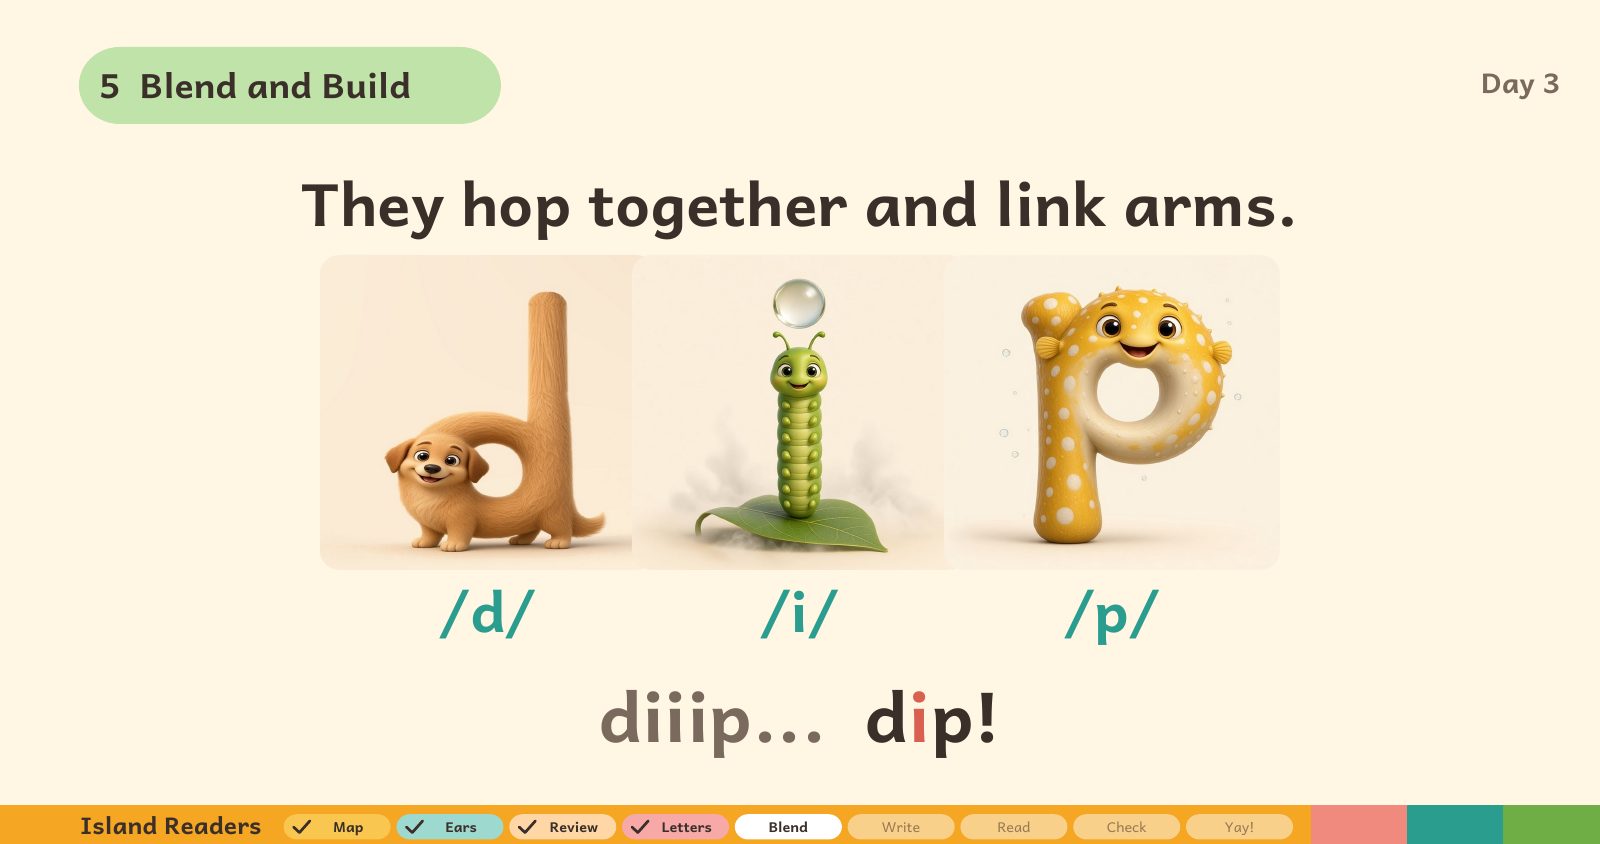 5 Blend and Build
Day 3
They hop together and link arms.
/d/ /i/ /p/
diiip... dip!
Island Readers Map Ears Review Letters Blend Write Read Check Yay!